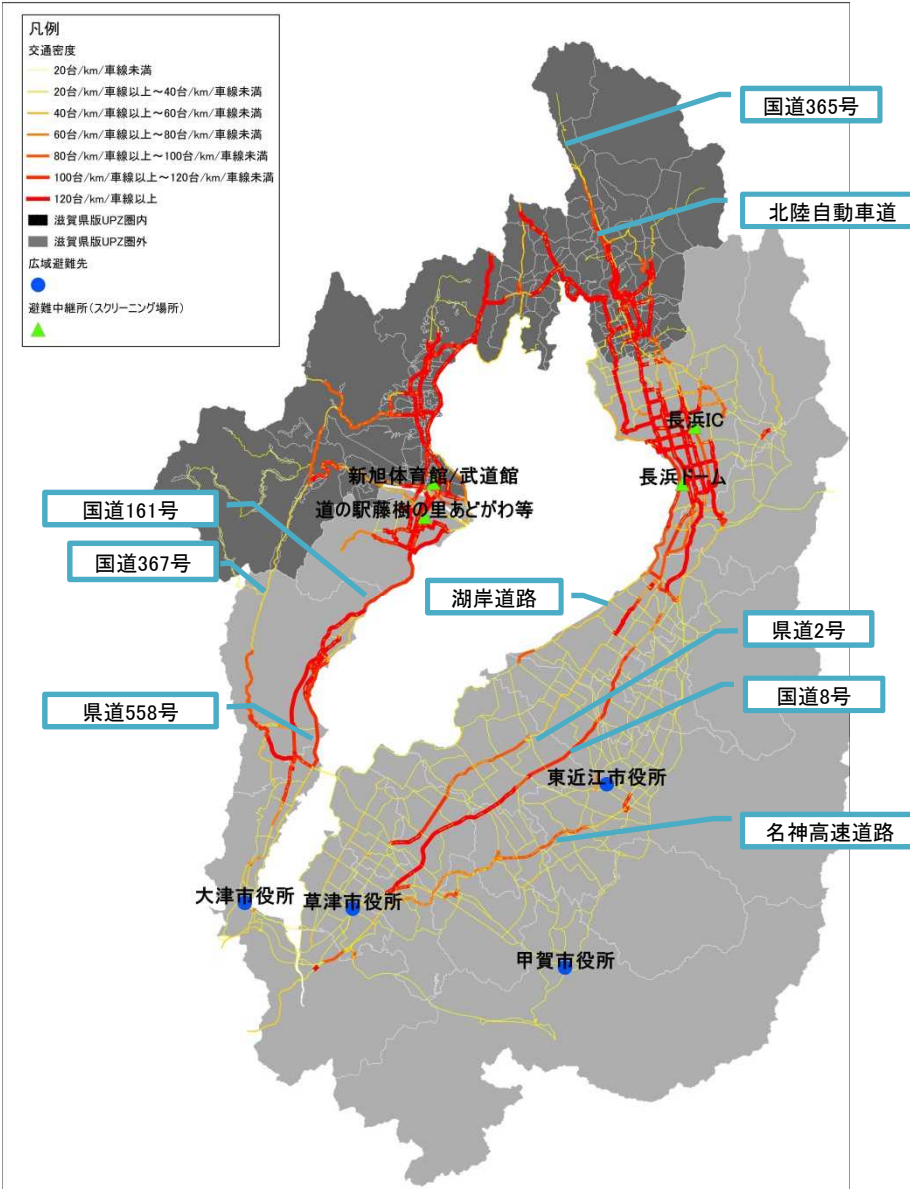 凡例
交通密度
20台/km/車線未満
20台/km/車線以上～40台/km/車線未満
40台/km/車線以上～60台/km/車線未満
60台/km/車線以上～80台/km/車線未満
80台/km/車線以上～100台/km/車線未満
100台/km/車線以上～120台/km/車線未満
120台/km/車線以上
滋賀県版UPZ圏内
滋賀県版UPZ圏外
広域避難先
避難中継所(スクリーニング場所)
国道365号
北陸自動車道
長浜IC
新旭体育館/武道館
長浜ドーム
道の駅藤樹の里あどがわ等
国道161号
国道367号
湖岸道路
県道2号
国道8号
県道558号
東近江市役所
名神高速道路
大津市役所
草津市役所
甲賀市役所